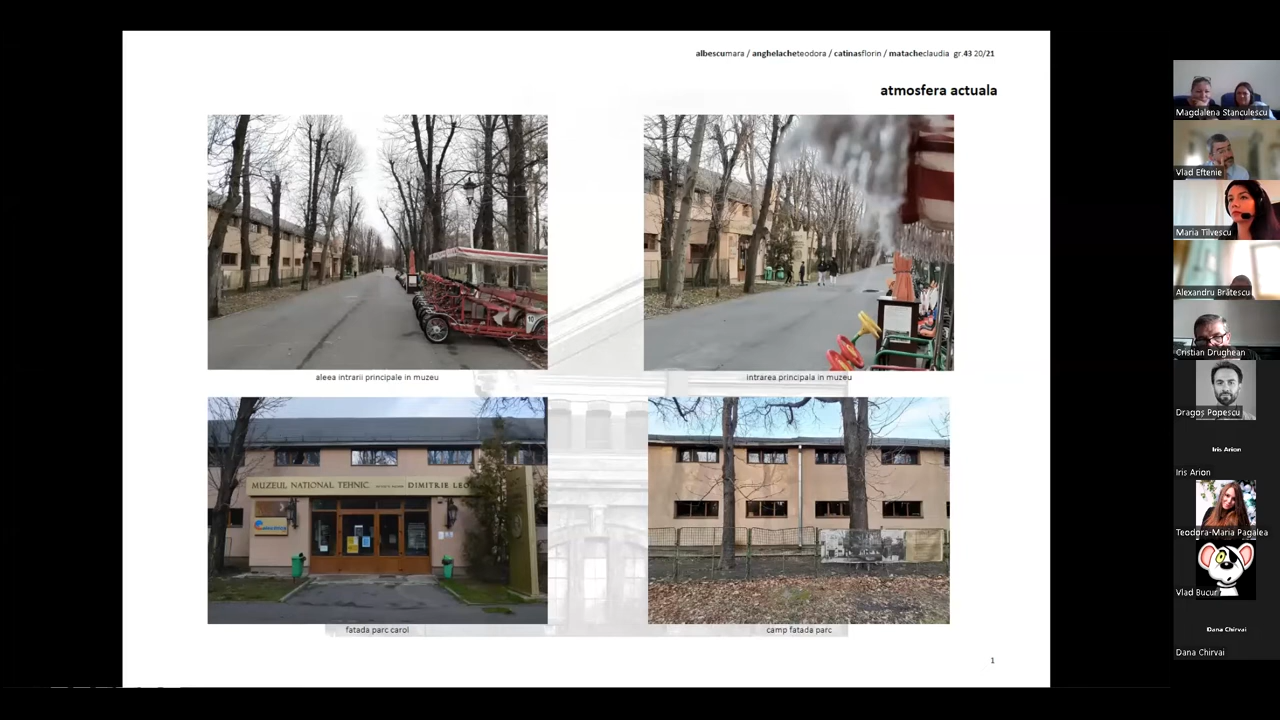 albescumara / anghelacheteodora / catinasflorin / matacheclaudia gr.43 20/21
atmosfera actuala
aleea intrarii principale in muzeu
intrarea principala in muzeu
MUZEUL NATIONAL TEHNIC DIMITRIE LEO
fatada parc carol
camp fatada parc
1
Magdalena Stanculescu
Vlad Eftenie
Maria Tilvescu
Alexandru Brătescu
Cristian Drughean
Dragoș Popescu
Iris Arion
Iris Arion
Teodora-Maria Pagalea
Vlad Bucur
Dana Chirvai
Dana Chirvai